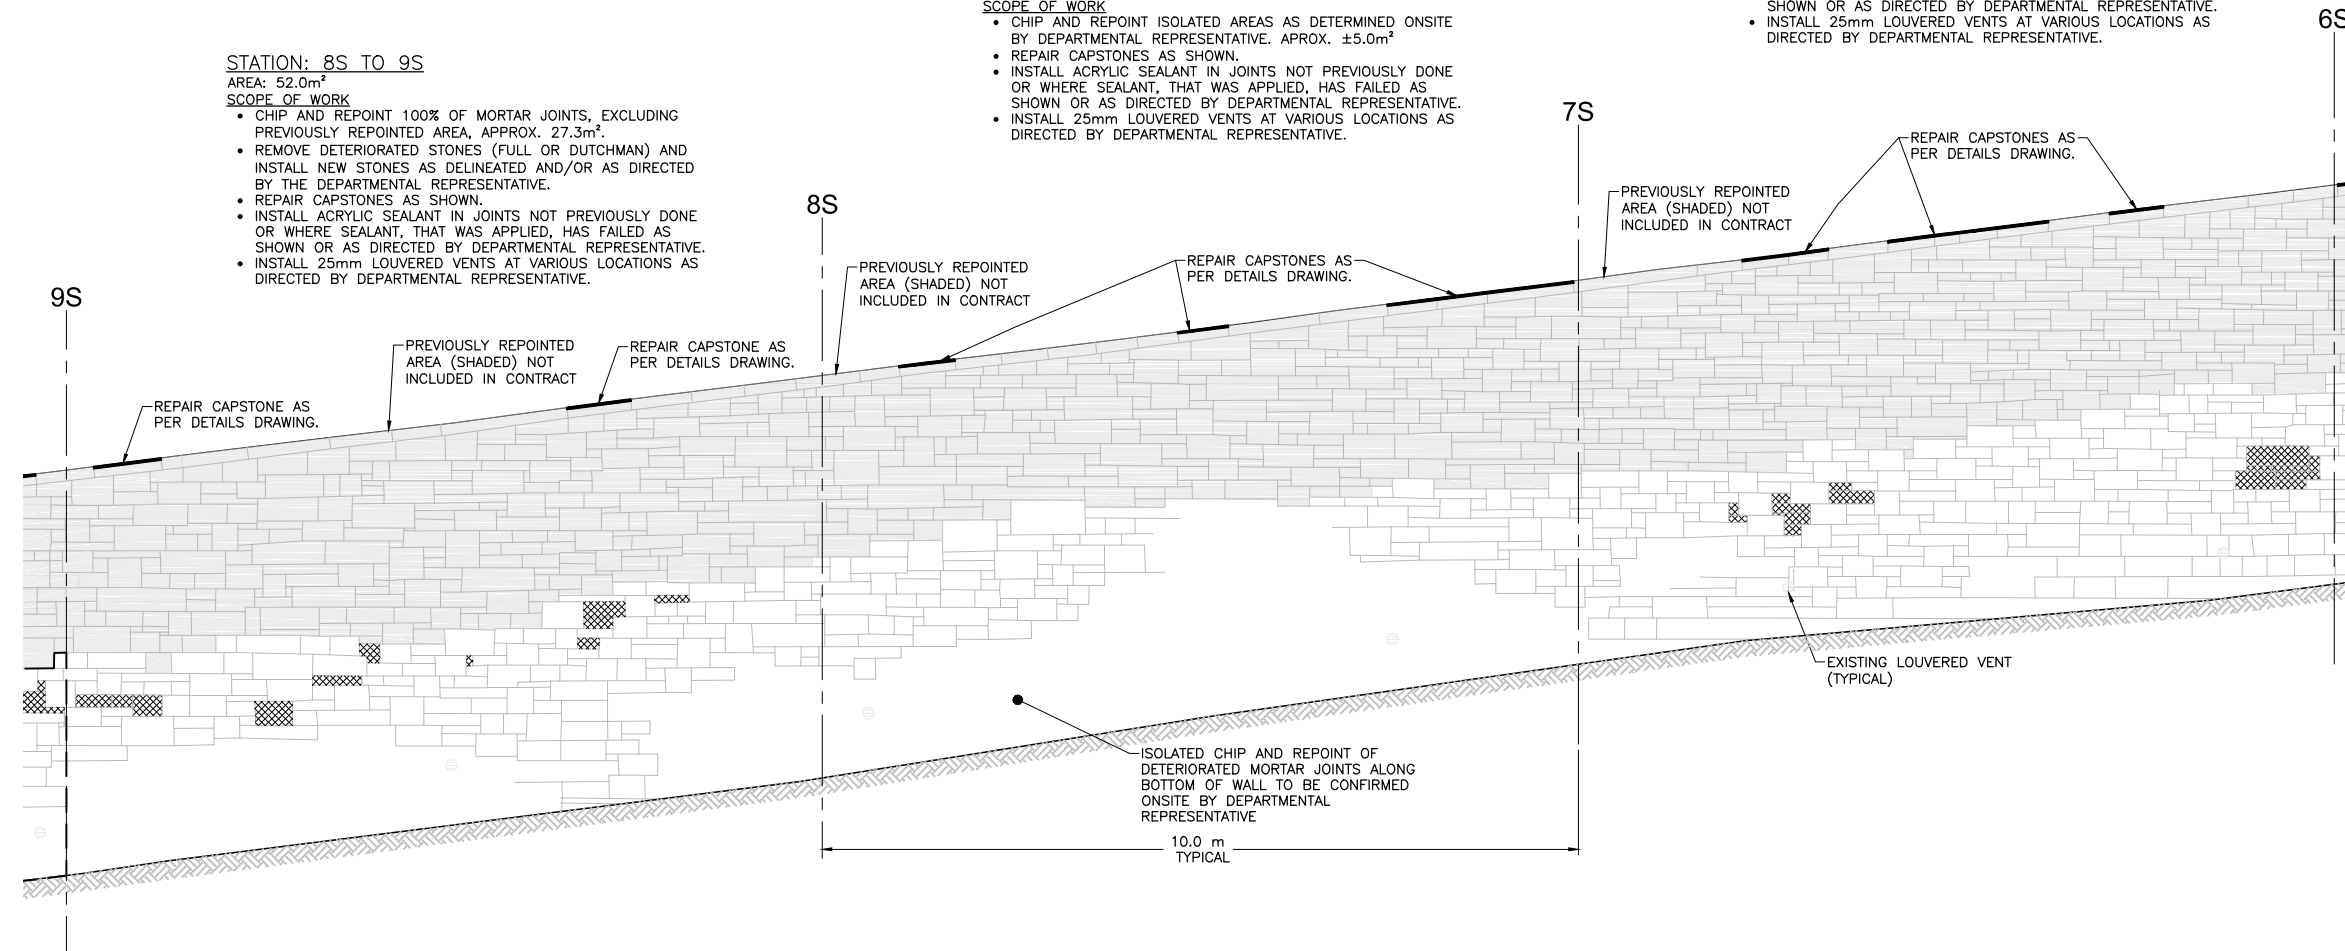 STATION: 8S TO 9S
AREA: 52.0m²
SCOPE OF WORK
• CHIP AND REPOINT 100% OF MORTAR JOINTS, EXCLUDING
PREVIOUSLY REPOINTED AREA, APPROX. 27.3m².
• REMOVE DETERIORATED STONES (FULL OR DUTCHMAN) AND
INSTALL NEW STONES AS DELINEATED AND/OR AS DIRECTED
BY THE DEPARTMENTAL REPRESENTATIVE.
• REPAIR CAPSTONES AS SHOWN.
• INSTALL ACRYLIC SEALANT IN JOINTS NOT PREVIOUSLY DONE
OR WHERE SEALANT, THAT WAS APPLIED, HAS FAILED AS
SHOWN OR AS DIRECTED BY DEPARTMENTAL REPRESENTATIVE.
• INSTALL 25mm LOUVERED VENTS AT VARIOUS LOCATIONS AS
DIRECTED BY DEPARTMENTAL REPRESENTATIVE.
SCOPE OF WORK
• CHIP AND REPOINT ISOLATED AREAS AS DETERMINED ONSITE
BY DEPARTMENTAL REPRESENTATIVE. APROX. ±5.0m²
• REPAIR CAPSTONES AS SHOWN.
• INSTALL ACRYLIC SEALANT IN JOINTS NOT PREVIOUSLY DONE
OR WHERE SEALANT, THAT WAS APPLIED, HAS FAILED AS
SHOWN OR AS DIRECTED BY DEPARTMENTAL REPRESENTATIVE.
• INSTALL 25mm LOUVERED VENTS AT VARIOUS LOCATIONS AS
DIRECTED BY DEPARTMENTAL REPRESENTATIVE.
SHOWN OR AS DIRECTED BY DEPARTMENTAL REPRESENTATIVE.
• INSTALL 25mm LOUVERED VENTS AT VARIOUS LOCATIONS AS
DIRECTED BY DEPARTMENTAL REPRESENTATIVE.
9S
8S
7S
6S
REPAIR CAPSTONE AS
PER DETAILS DRAWING.
PREVIOUSLY REPOINTED
AREA (SHADED) NOT
INCLUDED IN CONTRACT
REPAIR CAPSTONE AS
PER DETAILS DRAWING.
PREVIOUSLY REPOINTED
AREA (SHADED) NOT
INCLUDED IN CONTRACT
REPAIR CAPSTONES AS
PER DETAILS DRAWING.
PREVIOUSLY REPOINTED
AREA (SHADED) NOT
INCLUDED IN CONTRACT
REPAIR CAPSTONES AS
PER DETAILS DRAWING.
EXISTING LOUVERED VENT
(TYPICAL)
ISOLATED CHIP AND REPOINT OF
DETERIORATED MORTAR JOINTS ALONG
BOTTOM OF WALL TO BE CONFIRMED
ONSITE BY DEPARTMENTAL
REPRESENTATIVE
10.0 m
TYPICAL